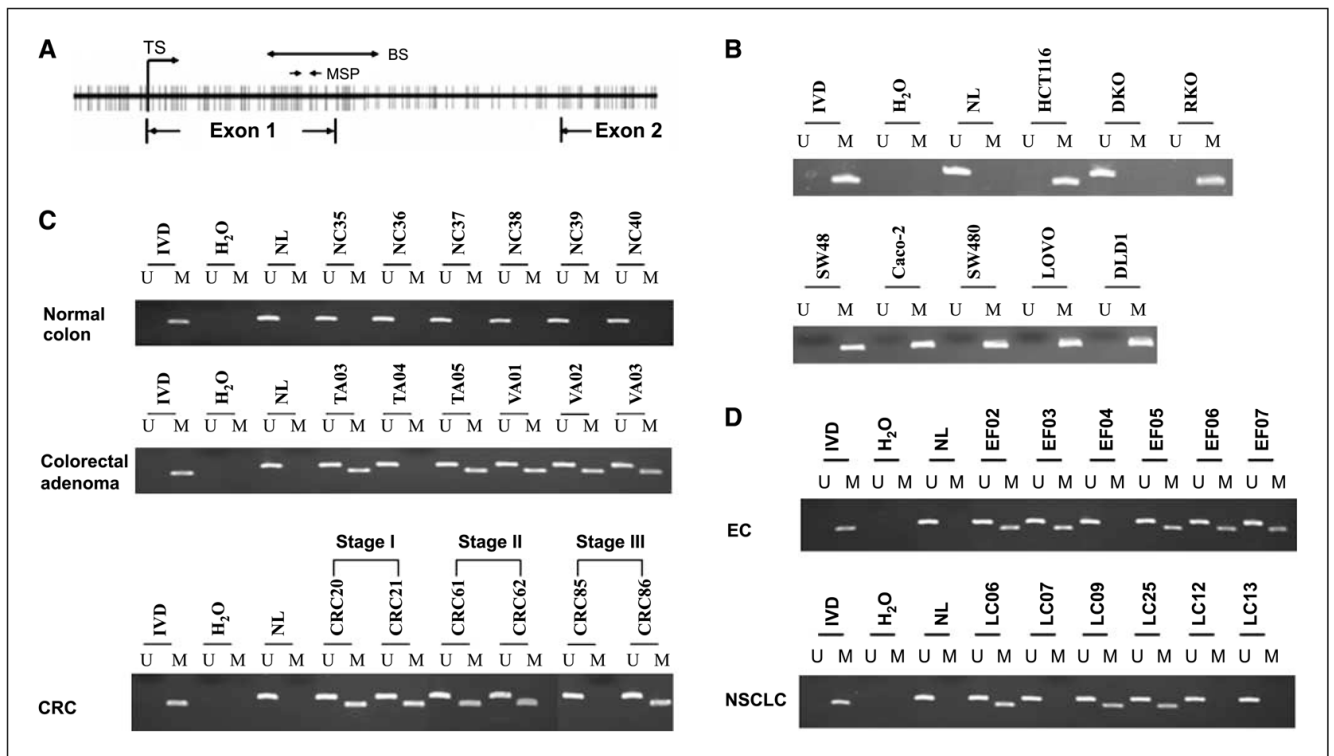 A
TS
BS
MSP
Exon 1
Exon 2
B
IVD H₂O NL HCT116 DKO RKO
U M U M U M U M U M U M
SW48 Caco-2 SW480 LOVO DLD1
U M U M U M U M U M
C
IVD H₂O NL NC35 NC36 NC37 NC38 NC39 NC40
U M U M U M U M U M U M U M U M U M
Normal
colon
IVD H₂O NL TA03 TA04 TA05 VA01 VA02 VA03
U M U M U M U M U M U M U M U M U M
Colorectal
adenoma
Stage I Stage II Stage III
IVD H₂O NL CRC20 CRC21 CRC61 CRC62 CRC85 CRC86
U M U M U M U M U M U M U M U M U M
CRC
D
IVD H₂O NL EF02 EF03 EF04 EF05 EF06 EF07
U M U M U M U M U M U M U M U M U M
EC
IVD H₂O NL LC06 LC07 LC09 LC25 LC12 LC13
U M U M U M U M U M U M U M U M U M
NSCLC